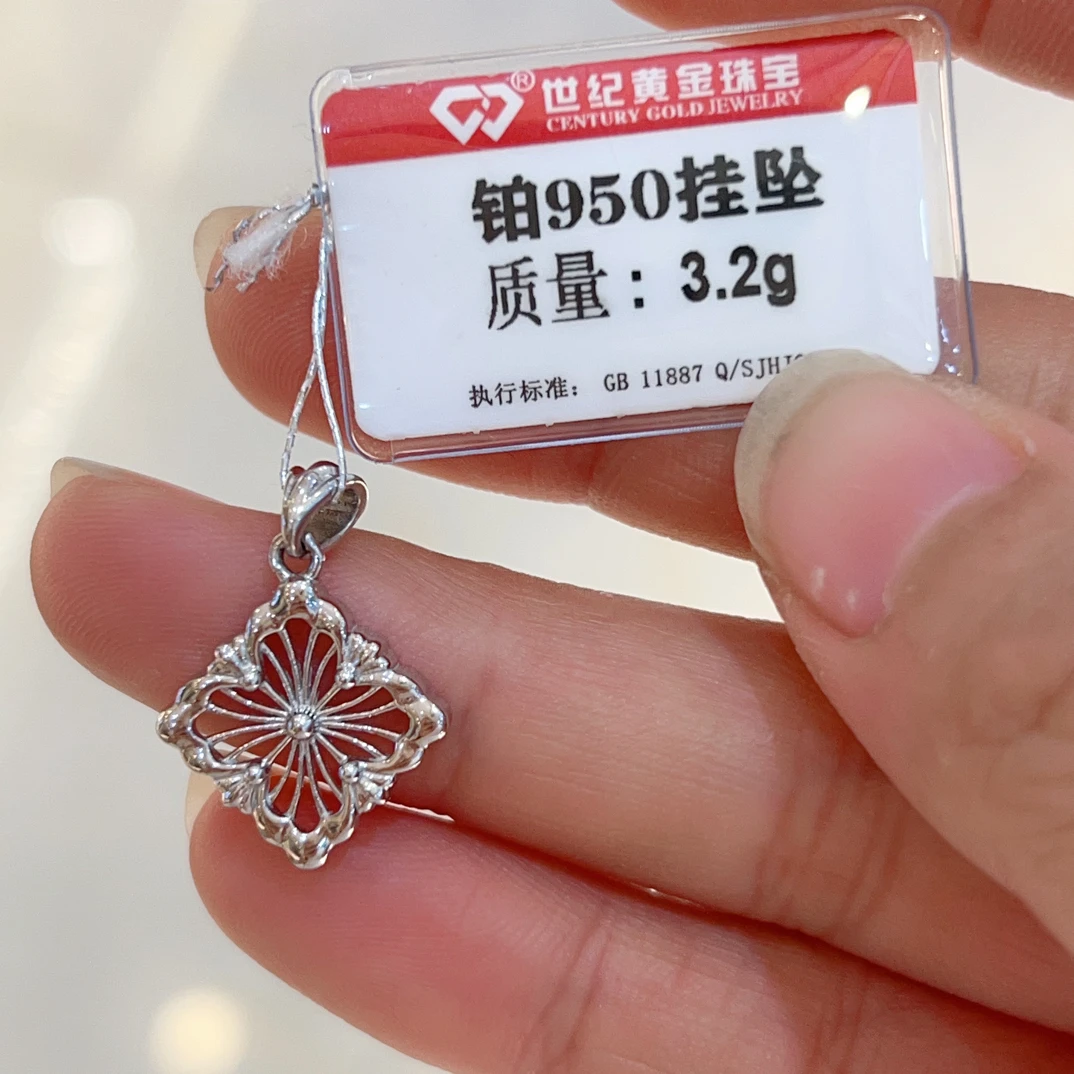 ® 世纪黄金珠宝
CENTURY GOLD JEWELRY
铂950挂坠
质量：3.2g
执行标准： GB 11887 Q/SJHJ